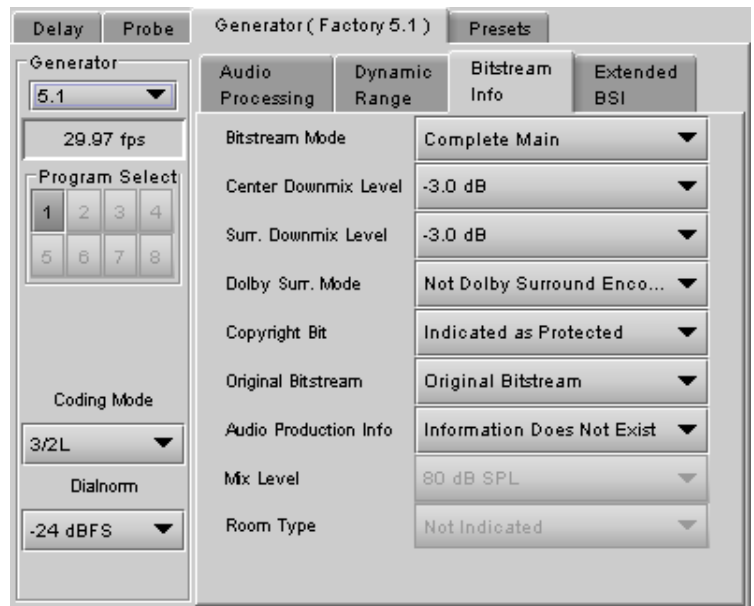 Delay Probe Generator ( Factory 5.1 ) Presets
Generator
5.1
29.97 fps
Program Select
1 2 3 4
5 6 7 8
Coding Mode
3/2L
Dialnorm
-24 dBFS
Audio Processing Dynamic Range Bitstream Info Extended BSI
Bitstream Mode Complete Main
Center Downmix Level -3.0 dB
Surr. Downmix Level -3.0 dB
Dolby Surr. Mode Not Dolby Surround Enco...
Copyright Bit Indicated as Protected
Original Bitstream Original Bitstream
Audio Production Info Information Does Not Exist
Mix Level 80 dB SPL
Room Type Not Indicated